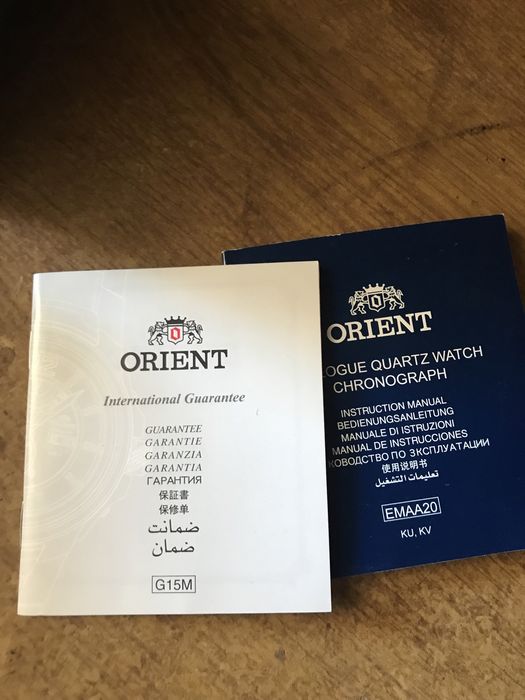 ORIENT
International Guarantee
GUARANTEE
GARANTIE
GARANZIA
GARANTIA
ГАРАНТИЯ
保証書
保修单
ضمانت
ضمان
G15M
ORIENT
OGUE QUARTZ WATCH
CHRONOGRAPH
INSTRUCTION MANUAL
BEDIENUNGSANLEITUNG
MANUALE DI ISTRUZIONI
MANUAL DE INSTRUCCIONES
КОВОДСТВО ПО ЗКСПЛУАТАЦИИ
使用说明书
تعليمات التشغيل
EMAA20
KU, KV